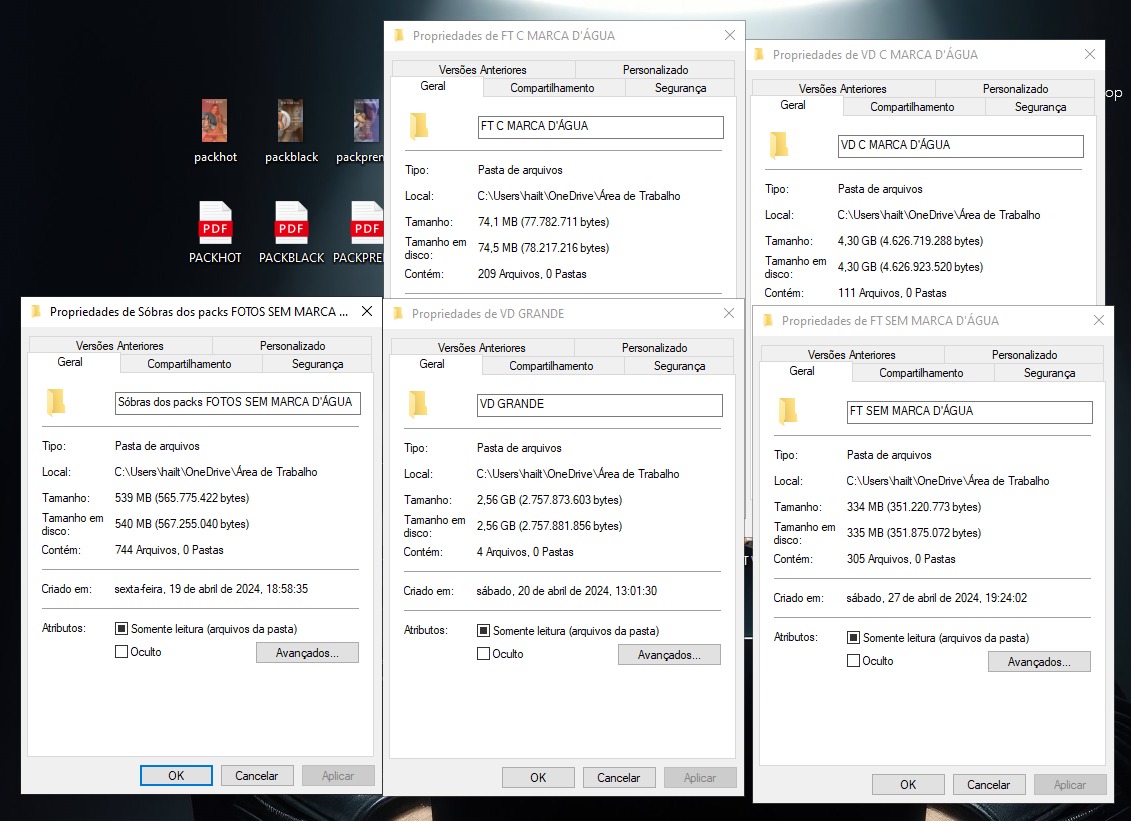 packhot
packblack
packpren
PACKHOT
PACKBLACK
PACKPRE
op
Propriedades de FT C MARCA D'ÁGUA
Versões Anteriores
Personalizado
Geral
Compartilhamento
Segurança
FT C MARCA D'ÁGUA
Tipo: Pasta de arquivos
Local: C:\Users\hailt\OneDrive\Área de Trabalho
Tamanho: 74,1 MB (77.782.711 bytes)
Tamanho em disco: 74,5 MB (78.217.216 bytes)
Contém: 209 Arquivos, 0 Pastas
Propriedades de VD C MARCA D'ÁGUA
Versões Anteriores
Personalizado
Geral
Compartilhamento
Segurança
VD C MARCA D'ÁGUA
Tipo: Pasta de arquivos
Local: C:\Users\hailt\OneDrive\Área de Trabalho
Tamanho: 4,30 GB (4.626.719.288 bytes)
Tamanho em disco: 4,30 GB (4.626.923.520 bytes)
Contém: 111 Arquivos, 0 Pastas
Propriedades de Sóbras dos packs FOTOS SEM MARCA ...
Versões Anteriores
Personalizado
Geral
Compartilhamento
Segurança
Sóbras dos packs FOTOS SEM MARCA D'ÁGUA
Tipo: Pasta de arquivos
Local: C:\Users\hailt\OneDrive\Área de Trabalho
Tamanho: 539 MB (565.775.422 bytes)
Tamanho em disco: 540 MB (567.255.040 bytes)
Contém: 744 Arquivos, 0 Pastas
Criado em: sexta-feira, 19 de abril de 2024, 18:58:35
Atributos: Somente leitura (arquivos da pasta)
Oculto
Avançados...
OK
Cancelar
Aplicar
Propriedades de VD GRANDE
Versões Anteriores
Personalizado
Geral
Compartilhamento
Segurança
VD GRANDE
Tipo: Pasta de arquivos
Local: C:\Users\hailt\OneDrive\Área de Trabalho
Tamanho: 2,56 GB (2.757.873.603 bytes)
Tamanho em disco: 2,56 GB (2.757.881.856 bytes)
Contém: 4 Arquivos, 0 Pastas
Criado em: sábado, 20 de abril de 2024, 13:01:30
Atributos: Somente leitura (arquivos da pasta)
Oculto
Avançados...
OK
Cancelar
Aplicar
Propriedades de FT SEM MARCA D'ÁGUA
Versões Anteriores
Personalizado
Geral
Compartilhamento
Segurança
FT SEM MARCA D'ÁGUA
Tipo: Pasta de arquivos
Local: C:\Users\hailt\OneDrive\Área de Trabalho
Tamanho: 334 MB (351.220.773 bytes)
Tamanho em disco: 335 MB (351.875.072 bytes)
Contém: 305 Arquivos, 0 Pastas
Criado em: sábado, 27 de abril de 2024, 19:24:02
Atributos: Somente leitura (arquivos da pasta)
Oculto
Avançados...
OK
Cancelar
Aplicar
PDF
PDF
PDF